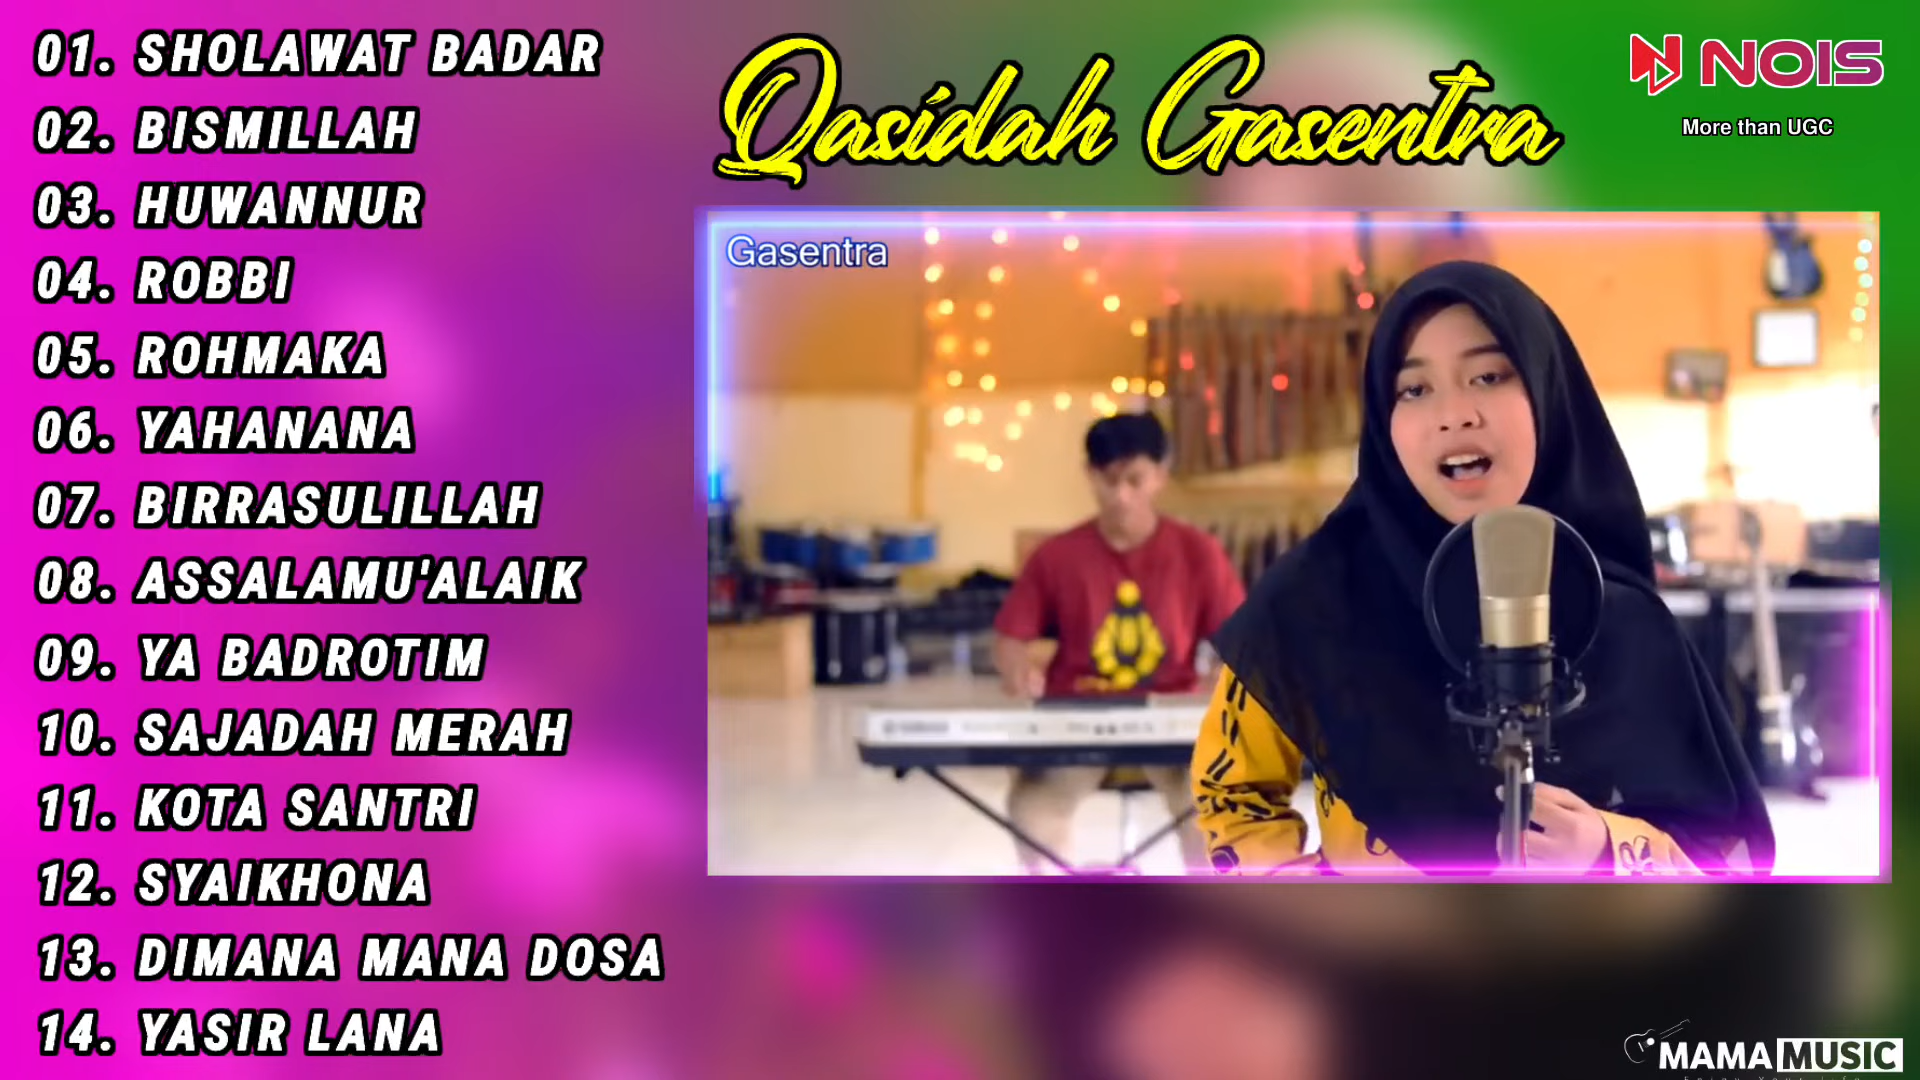 01. SHOLAWAT BADAR
02. BISMILLAH
03. HUWANNUR
04. ROBBI
05. ROHMAKA
06. YAHANANA
07. BIRRASULILLAH
08. ASSALAMU'ALAIK
09. YA BADROTIM
10. SAJADAH MERAH
11. KOTA SANTRI
12. SYAIKHONA
13. DIMANA MANA DOSA
14. YASIR LANA
Qasidah Gasentra
NOIS
More than UGC
Gasentra
MAMA MUSIC